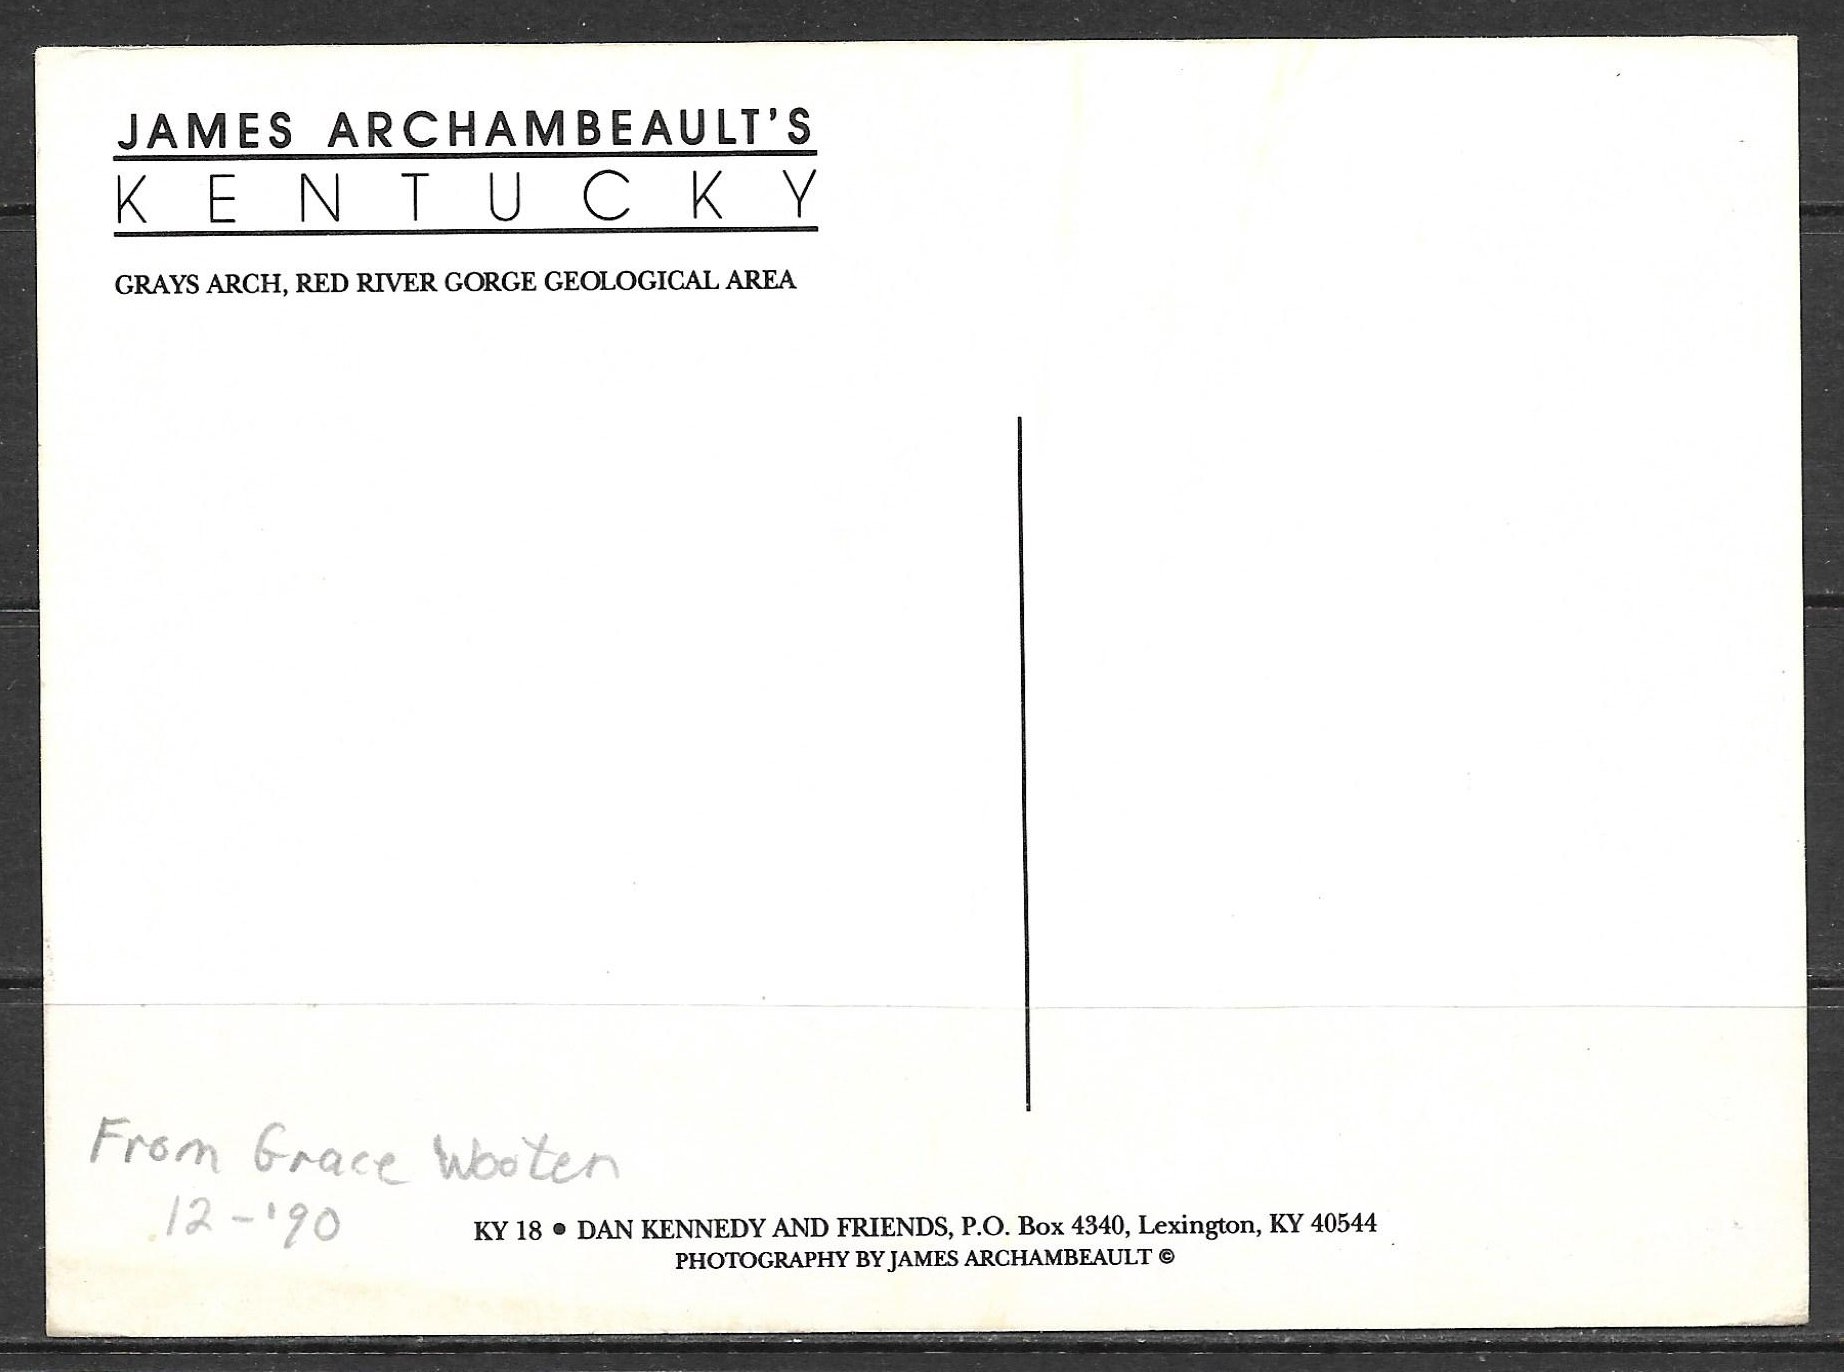 JAMES ARCHAMBEAULT'S
KENTUCKY
GRAYS ARCH, RED RIVER GORGE GEOLOGICAL AREA
From Grace Wooten
12-'90
KY 18 • DAN KENNEDY AND FRIENDS, P.O. Box 4340, Lexington, KY 40544
PHOTOGRAPHY BY JAMES ARCHAMBEAULT ©